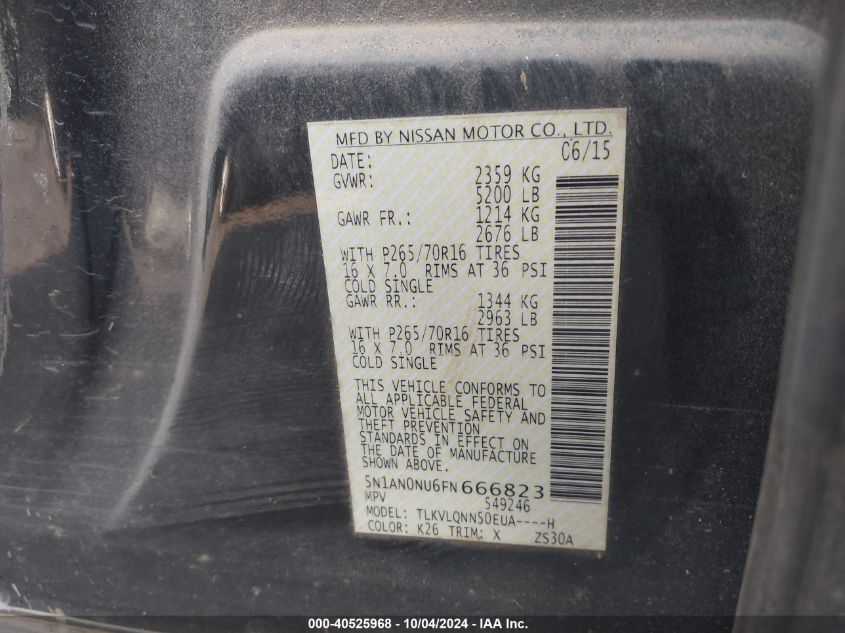 MFD BY NISSAN MOTOR CO., LTD.
DATE: 06/15
GVWR: 2359 KG
5200 LB
GAWR FR.: 1214 KG
2676 LB
WITH P265/70R16 TIRES
16 X 7.0 RIMS AT 36 PSI
COLD SINGLE
GAWR RR.: 1344 KG
2963 LB
WITH P265/70R16 TIRES
16 X 7.0 RIMS AT 36 PSI
COLD SINGLE
THIS VEHICLE CONFORMS TO
ALL APPLICABLE FEDERAL
MOTOR VEHICLE SAFETY AND
THEFT PREVENTION
STANDARDS IN EFFECT ON
THE DATE OF MANUFACTURE
SHOWN ABOVE.
5N1AN0NU6FN666823
MPV 549246
MODEL: TLKVLQNN50EUA----H
COLOR: K26 TRIM: X ZS30A
000-40525968 - 10/04/2024 - IAA Inc.